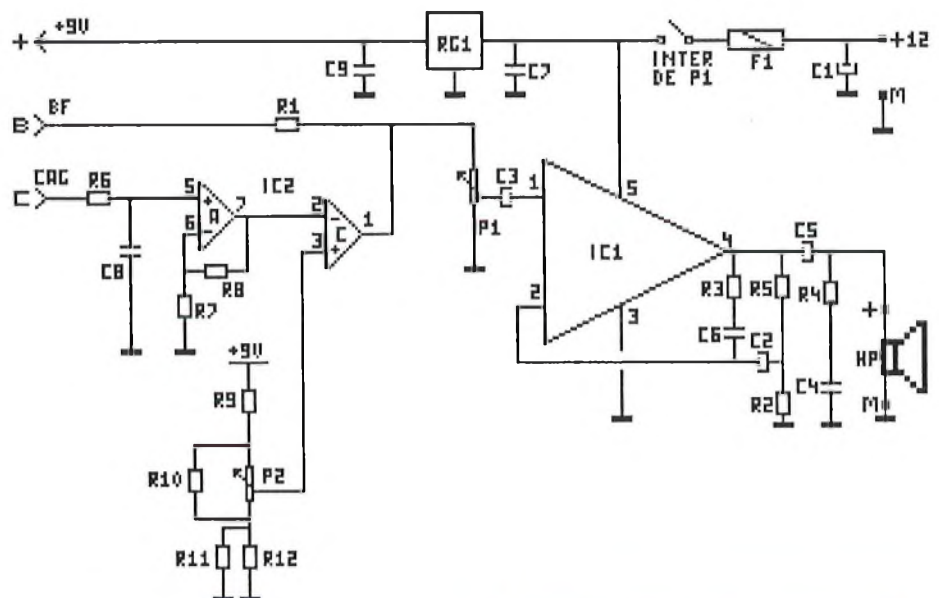 + +9V C9 RG1 C7 INTER DE P1 F1 C1 +12
M
B BF R1
C CAG R6 5 + A 7 IC2 2 - C 1
6 - 3 +
C8 R8 R7
P1 C3 1 5 IC1 4 C5
2 3 R3 R5 R4 +
C6 C2 HP
R2 C4 M
+9V
R9
R10 P2
R11 R12